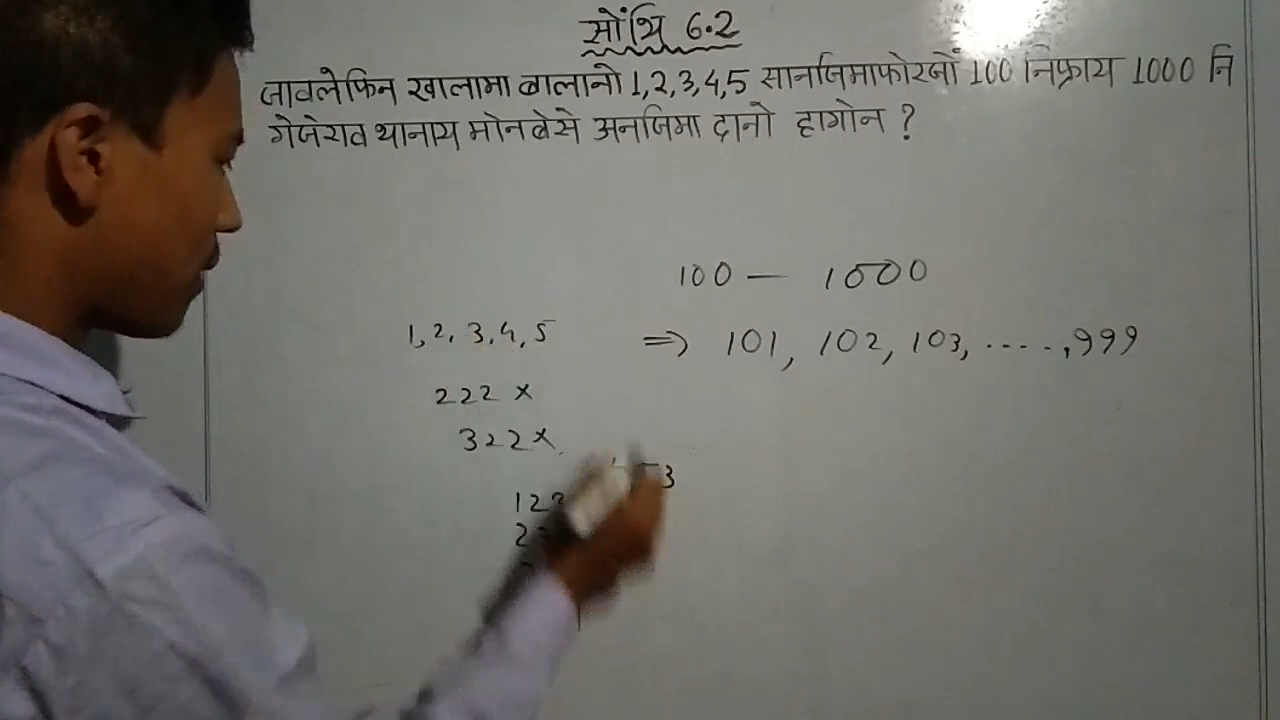 सोंथि 6.2
जावलेफिन खालामा बालानो 1,2,3,4,5 सानजिमाफोरजों 100 निफ्राय 1000 नि
गेजेराव थानाय मोनबेसे अनजिमा दानो हागोन ?
100 — 1000
1, 2, 3, 4, 5 ⇒ 101, 102, 103, ....., 999
222 ×
322 ×